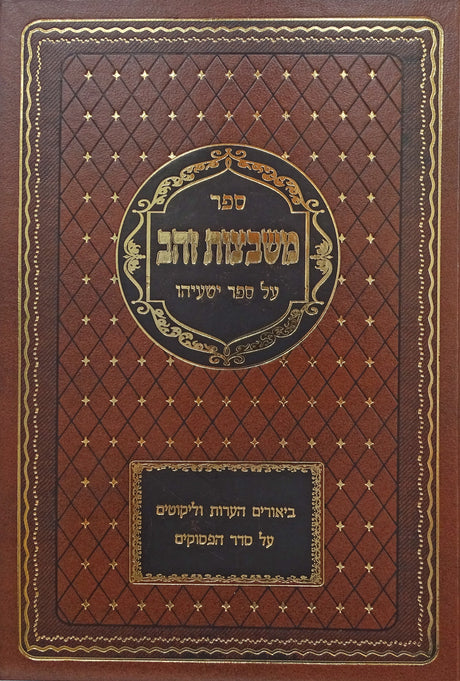 ספר
משבצות זהב
על ספר ישעיהו
ביאורים הערות וליקוטים
על סדר הפסוקים